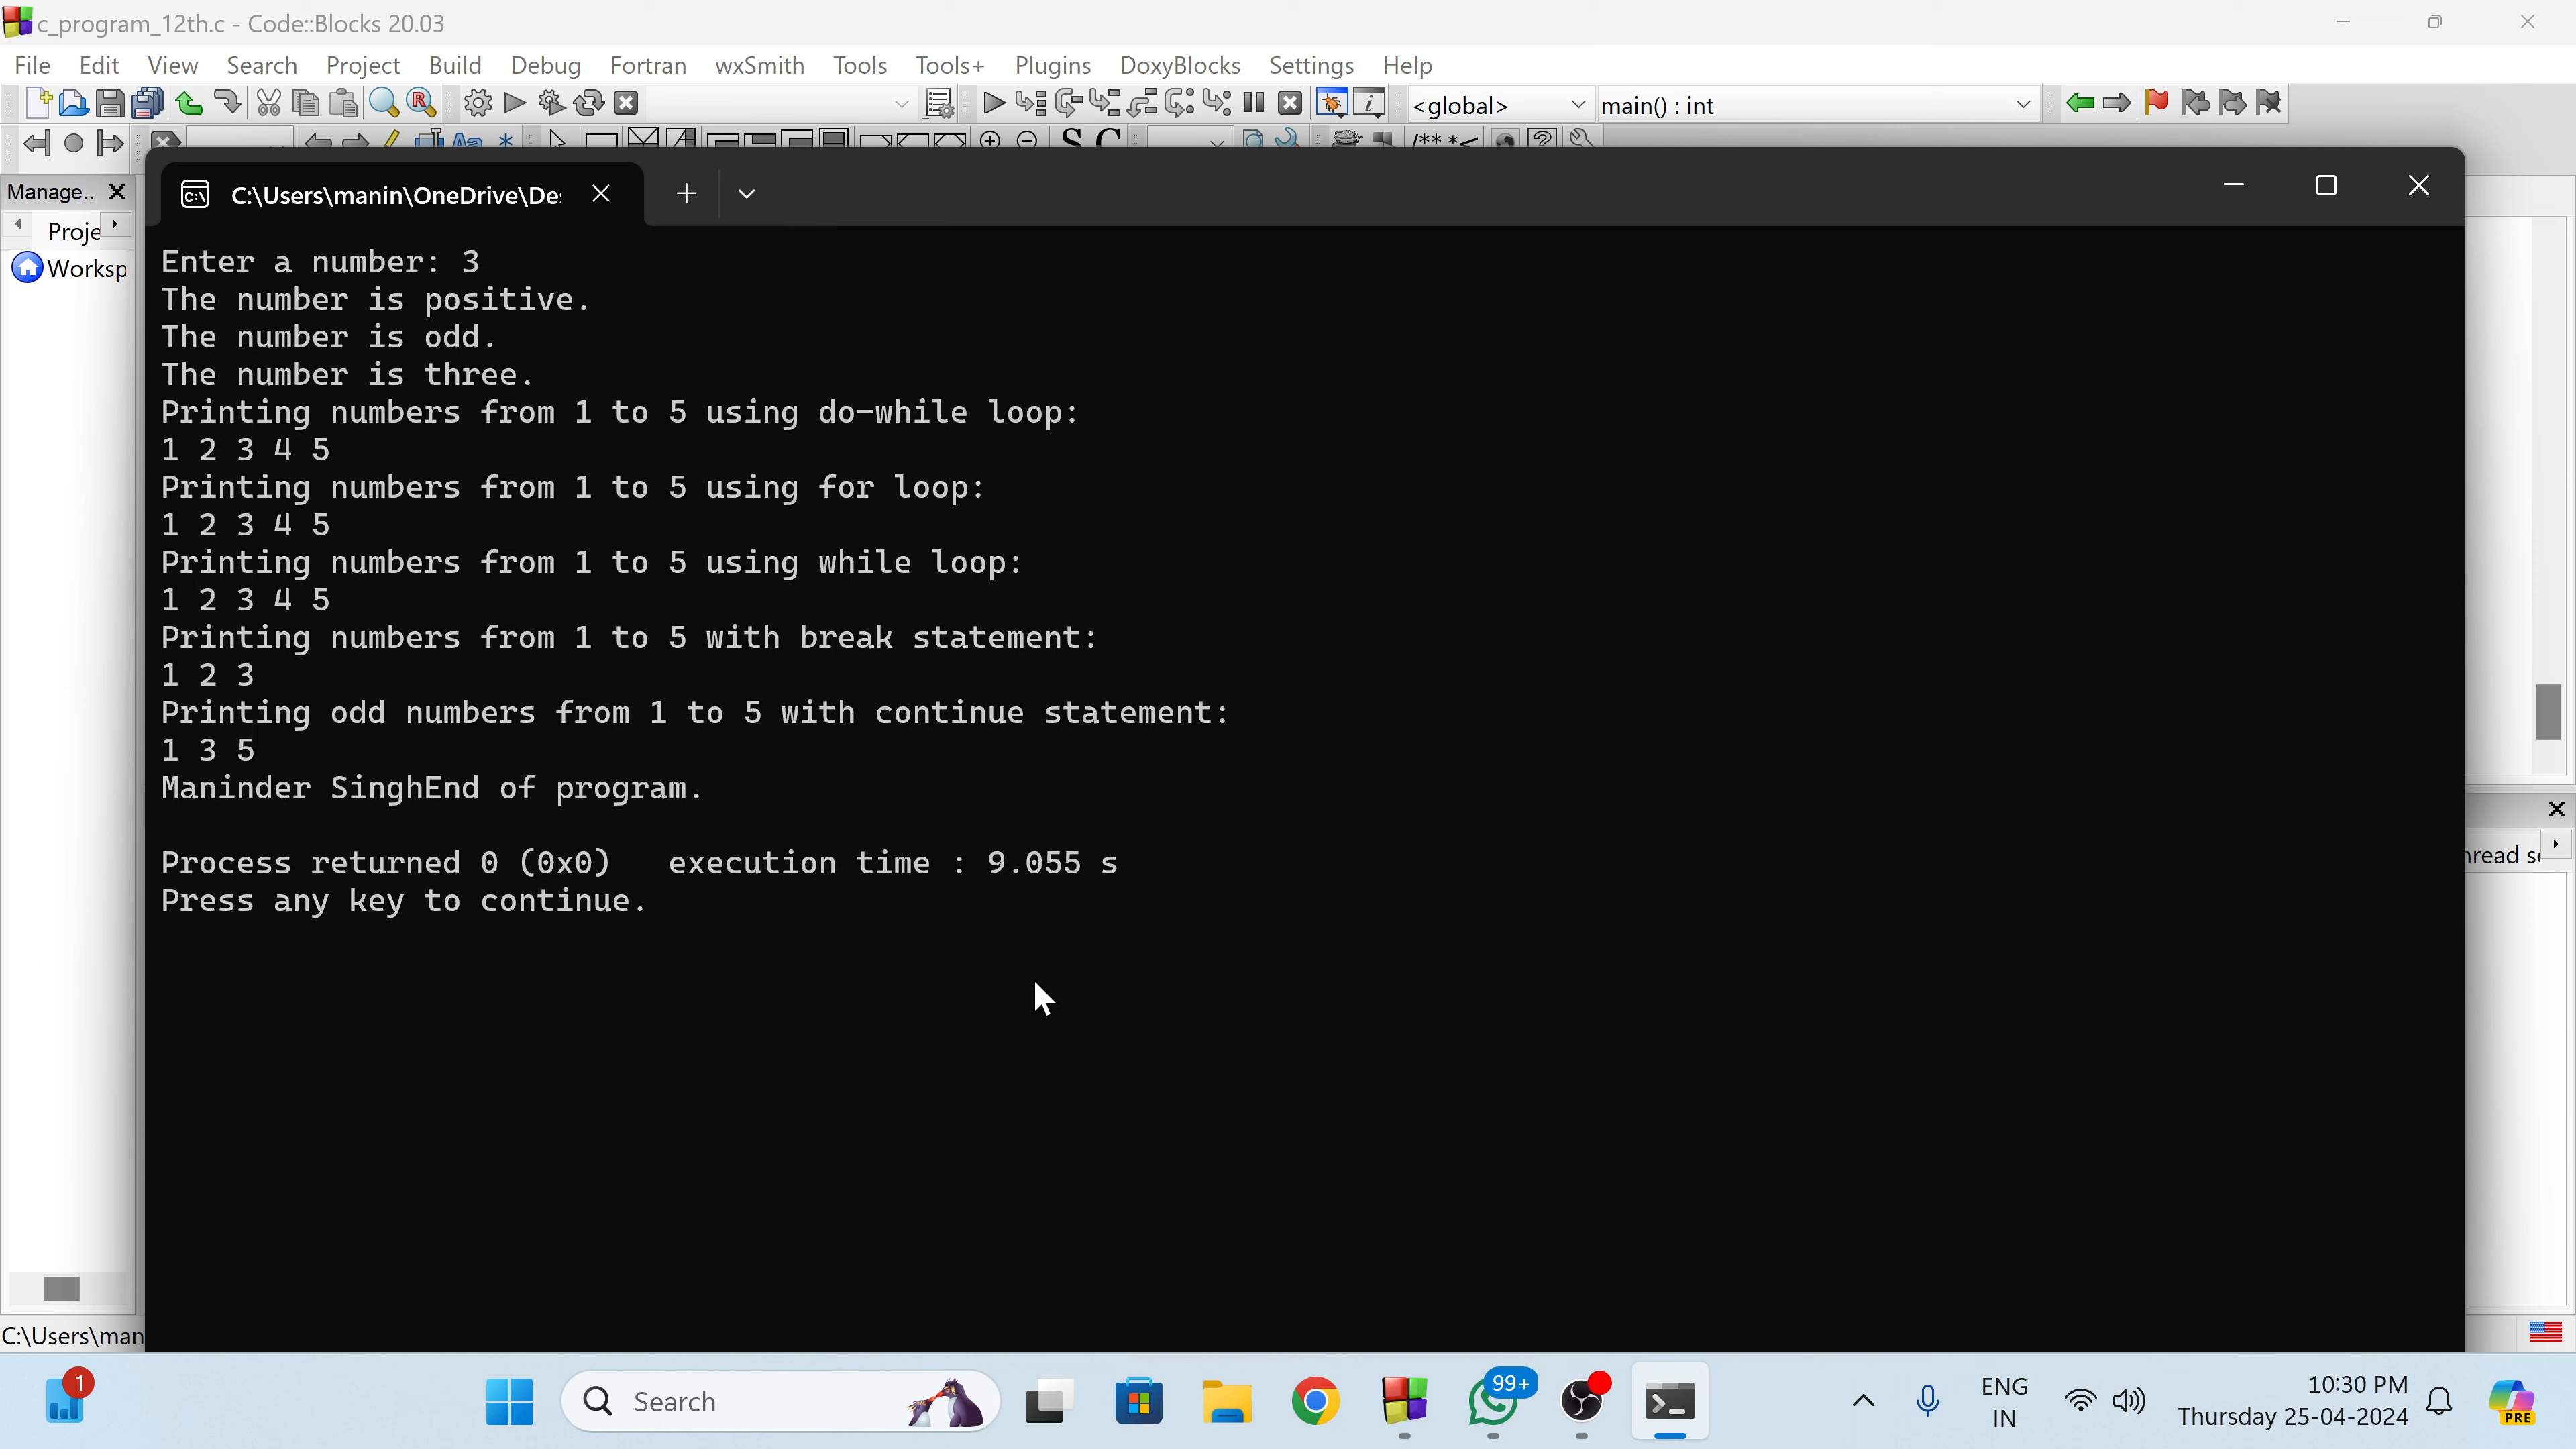 c_program_12th.c - Code::Blocks 20.03
File Edit View Search Project Build Debug Fortran wxSmith Tools Tools+ Plugins DoxyBlocks Settings Help
<global> main() : int
S C /** *<
Manage.. C:\Users\manin\OneDrive\De
Proje
Worksp
Enter a number: 3
The number is positive.
The number is odd.
The number is three.
Printing numbers from 1 to 5 using do-while loop:
1 2 3 4 5
Printing numbers from 1 to 5 using for loop:
1 2 3 4 5
Printing numbers from 1 to 5 using while loop:
1 2 3 4 5
Printing numbers from 1 to 5 with break statement:
1 2 3
Printing odd numbers from 1 to 5 with continue statement:
1 3 5
Maninder SinghEnd of program.
Process returned 0 (0x0)   execution time : 9.055 s
Press any key to continue.
C:\Users\man
1 Search 99+ ENG 10:30 PM
IN Thursday 25-04-2024 PRE